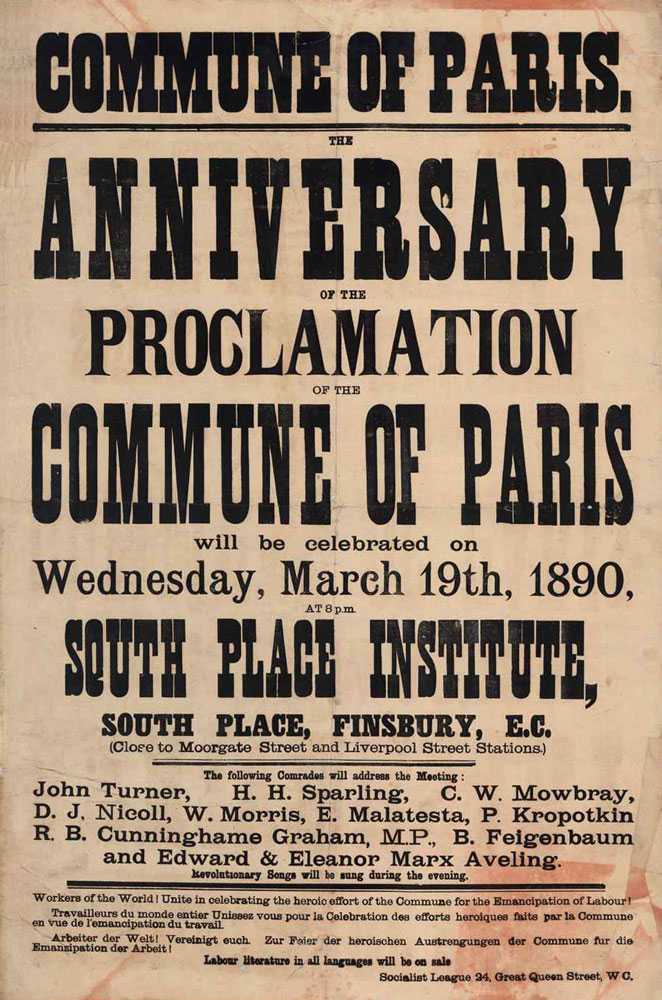 COMMUNE OF PARIS.
THE
ANNIVERSARY
OF THE
PROCLAMATION
OF THE
COMMUNE OF PARIS
will be celebrated on
Wednesday, March 19th, 1890,
AT 8 p.m.
SOUTH PLACE INSTITUTE,
SOUTH PLACE, FINSBURY, E.C.
(Close to Moorgate Street and Liverpool Street Stations.)
The following Comrades will address the Meeting:
John Turner, H. H. Sparling, C. W. Mowbray,
D. J. Nicoll, W. Morris, E. Malatesta, P. Kropotkin
R. B. Cunninghame Graham, M.P., B. Feigenbaum
and Edward & Eleanor Marx Aveling.
Revolutionary Songs will be sung during the evening.
Workers of the World! Unite in celebrating the heroic effort of the Commune for the Emancipation of Labour!
Travailleurs du monde entier Unissez vous pour la Celebration des efforts heroiques faits par la Commune
en vue de l'emancipation du travail.
Arbeiter der Welt! Vereinigt euch. Zur Feier der heroischen Austrengungen der Commune fur die
Emanzipation der Arbeit!
Labour literature in all languages will be on sale
Socialist League 24, Great Queen Street, W C.